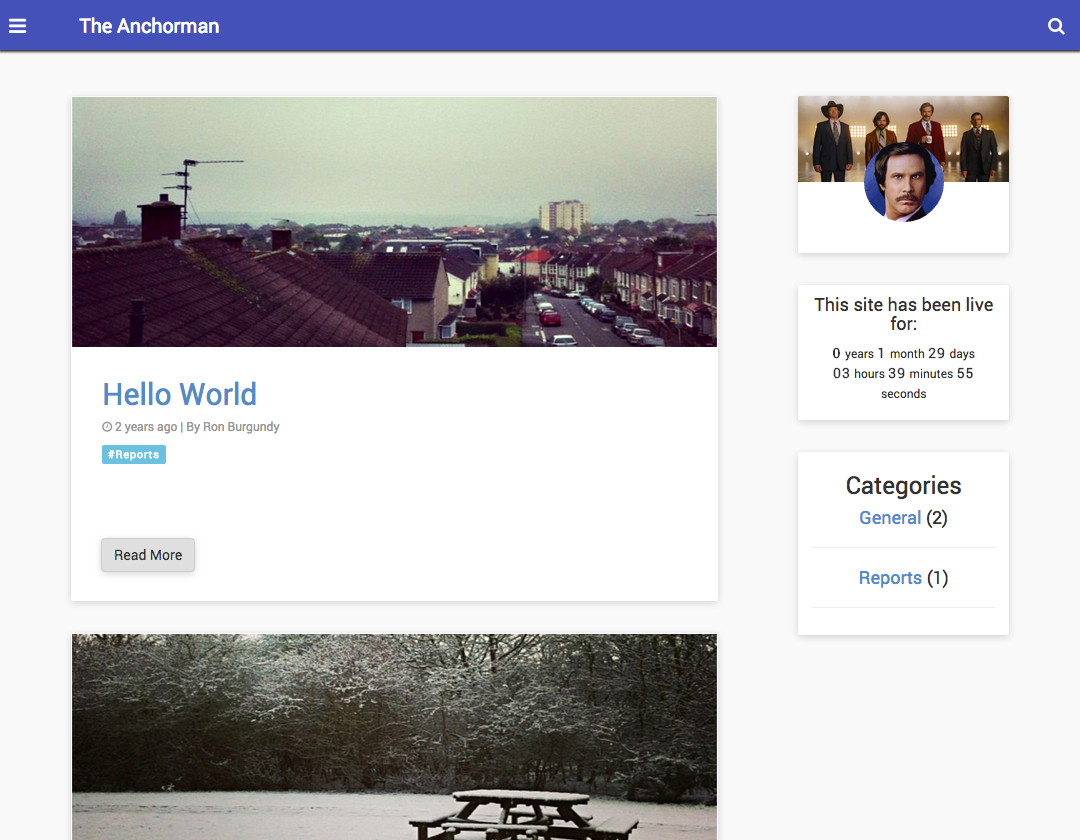 The Anchorman
Hello World
2 years ago | By Ron Burgundy
#Reports
Read More
This site has been live
for:
0 years 1 month 29 days
03 hours 39 minutes 55
seconds
Categories
General (2)
Reports (1)